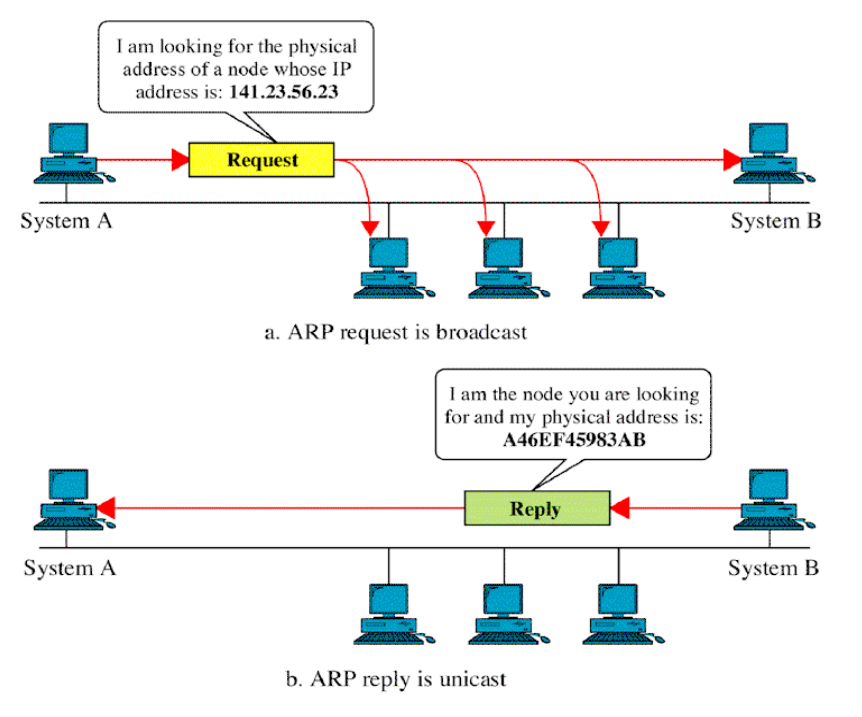 I am looking for the physical
address of a node whose IP
address is: 141.23.56.23
Request
System A
System B
a. ARP request is broadcast
I am the node you are looking
for and my physical address is:
A46EF45983AB
Reply
System A
System B
b. ARP reply is unicast